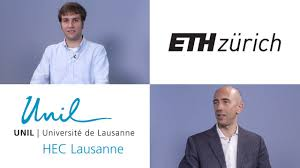 ETH zürich
Unil
UNIL | Université de Lausanne
HEC Lausanne